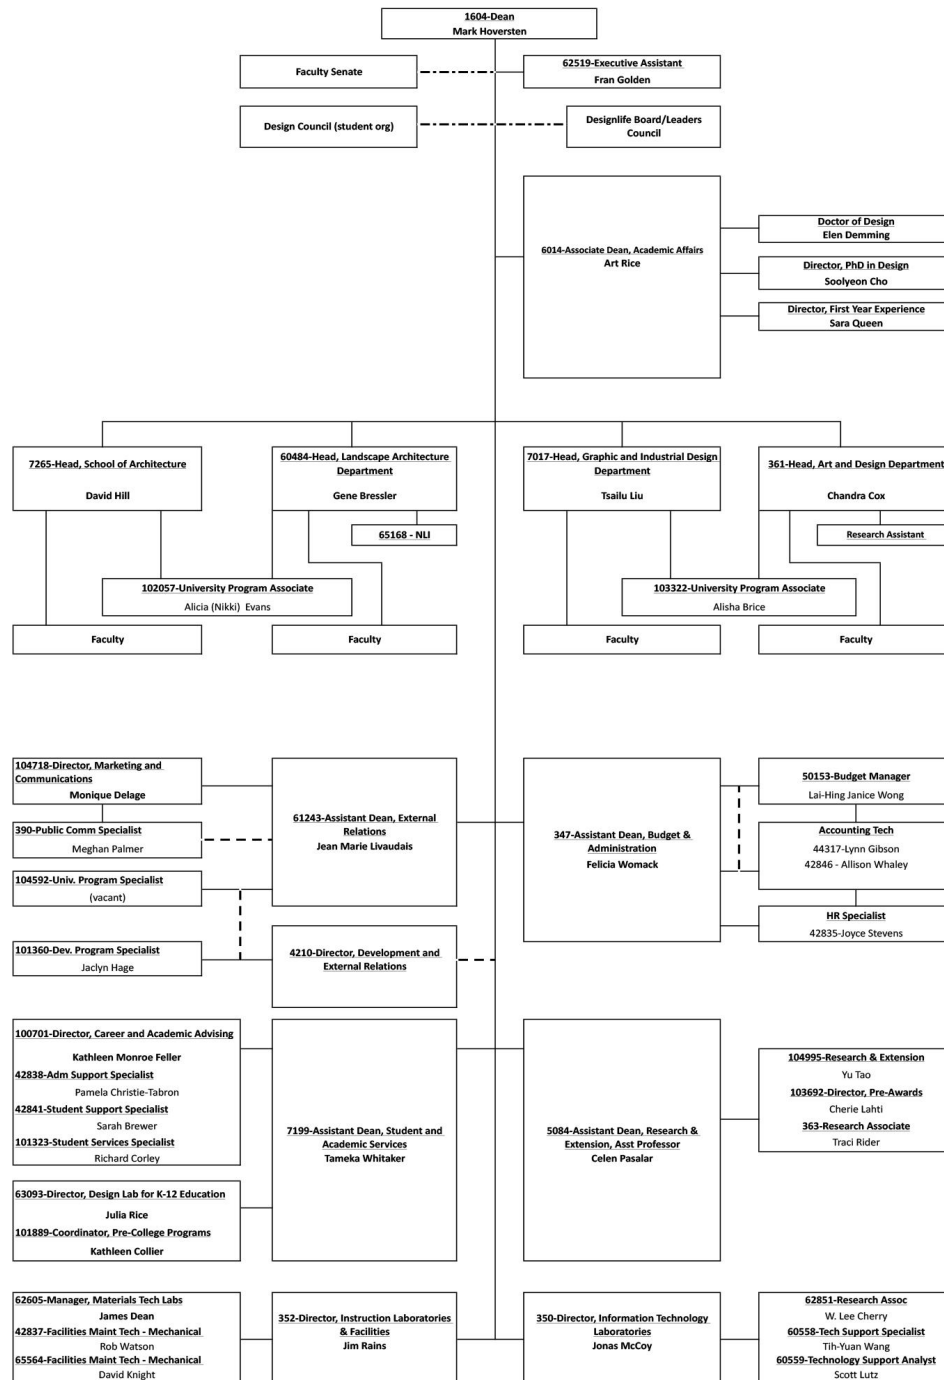 1604-Dean
Mark Hoversten
Faculty Senate
62519-Executive Assistant
Fran Golden
Design Council (student org)
Designlife Board/Leaders
Council
6014-Associate Dean, Academic Affairs
Art Rice
Doctor of Design
Elen Demming
Director, PhD in Design
Soolyeon Cho
Director, First Year Experience
Sara Queen
7265-Head, School of Architecture
David Hill
60484-Head, Landscape Architecture
Department
Gene Bressler
7017-Head, Graphic and Industrial Design
Department
Tsailu Liu
361-Head, Art and Design Department
Chandra Cox
65168 - NLI
Research Assistant
102057-University Program Associate
Alicia (Nikki) Evans
103322-University Program Associate
Alisha Brice
Faculty
Faculty
Faculty
Faculty
104718-Director, Marketing and
Communications
Monique Delage
390-Public Comm Specialist
Meghan Palmer
104592-Univ. Program Specialist
(vacant)
101360-Dev. Program Specialist
Jaclyn Hage
61243-Assistant Dean, External
Relations
Jean Marie Livaudais
4210-Director, Development and
External Relations
347-Assistant Dean, Budget &
Administration
Felicia Womack
50153-Budget Manager
Lai-Hing Janice Wong
Accounting Tech
44317-Lynn Gibson
42846 - Allison Whaley
HR Specialist
42835-Joyce Stevens
100701-Director, Career and Academic Advising
Kathleen Monroe Feller
42838-Adm Support Specialist
Pamela Christie-Tabron
42841-Student Support Specialist
Sarah Brewer
101323-Student Services Specialist
Richard Corley
63093-Director, Design Lab for K-12 Education
Julia Rice
101889-Coordinator, Pre-College Programs
Kathleen Collier
7199-Assistant Dean, Student and
Academic Services
Tameka Whitaker
5084-Assistant Dean, Research &
Extension, Asst Professor
Celen Pasalar
104995-Research & Extension
Yu Tao
103692-Director, Pre-Awards
Cherie Lahti
363-Research Associate
Traci Rider
62605-Manager, Materials Tech Labs
James Dean
42837-Facilities Maint Tech - Mechanical
Rob Watson
65564-Facilities Maint Tech - Mechanical
David Knight
352-Director, Instruction Laboratories
& Facilities
Jim Rains
350-Director, Information Technology
Laboratories
Jonas McCoy
62851-Research Assoc
W. Lee Cherry
60558-Tech Support Specialist
Tih-Yuan Wang
60559-Technology Support Analyst
Scott Lutz